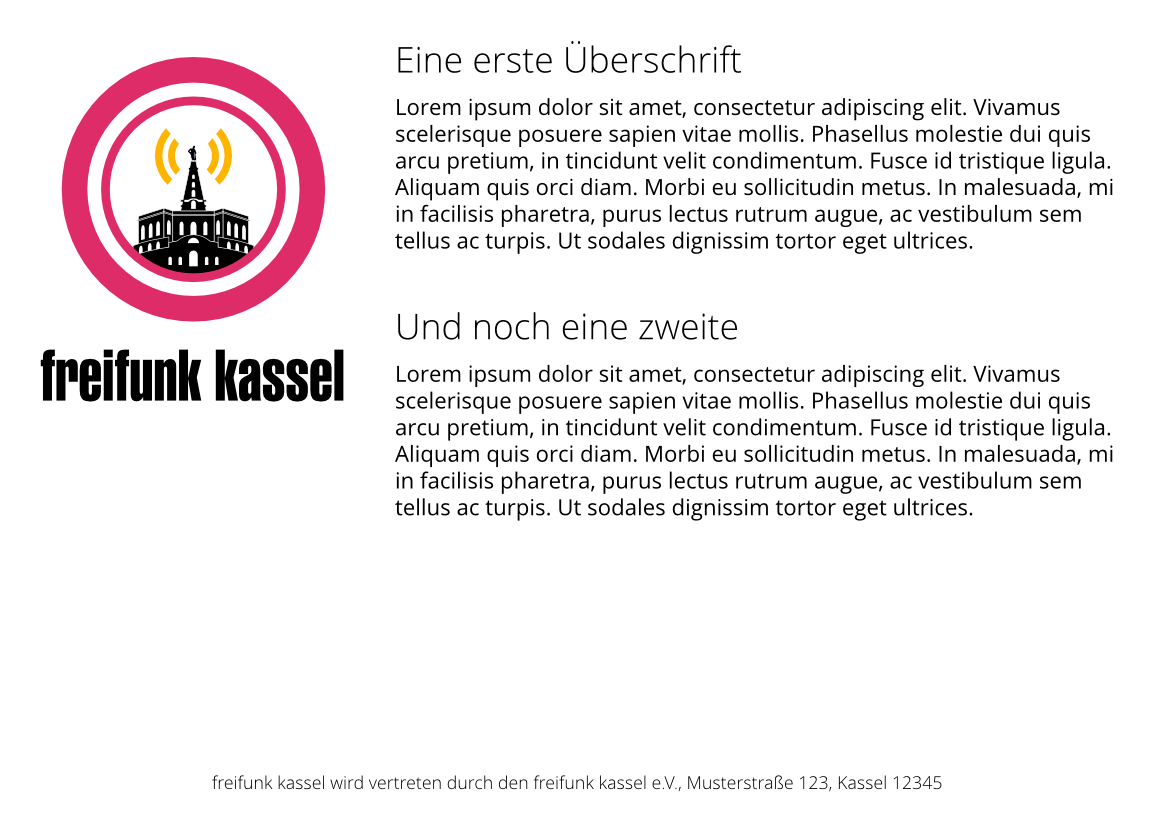 Eine erste Überschrift
Lorem ipsum dolor sit amet, consectetur adipiscing elit. Vivamus
scelerisque posuere sapien vitae mollis. Phasellus molestie dui quis
arcu pretium, in tincidunt velit condimentum. Fusce id tristique ligula.
Aliquam quis orci diam. Morbi eu sollicitudin metus. In malesuada, mi
in facilisis pharetra, purus lectus rutrum augue, ac vestibulum sem
tellus ac turpis. Ut sodales dignissim tortor eget ultrices.
freifunk kassel
Und noch eine zweite
Lorem ipsum dolor sit amet, consectetur adipiscing elit. Vivamus
scelerisque posuere sapien vitae mollis. Phasellus molestie dui quis
arcu pretium, in tincidunt velit condimentum. Fusce id tristique ligula.
Aliquam quis orci diam. Morbi eu sollicitudin metus. In malesuada, mi
in facilisis pharetra, purus lectus rutrum augue, ac vestibulum sem
tellus ac turpis. Ut sodales dignissim tortor eget ultrices.
freifunk kassel wird vertreten durch den freifunk kassel e.V., Musterstraße 123, Kassel 12345